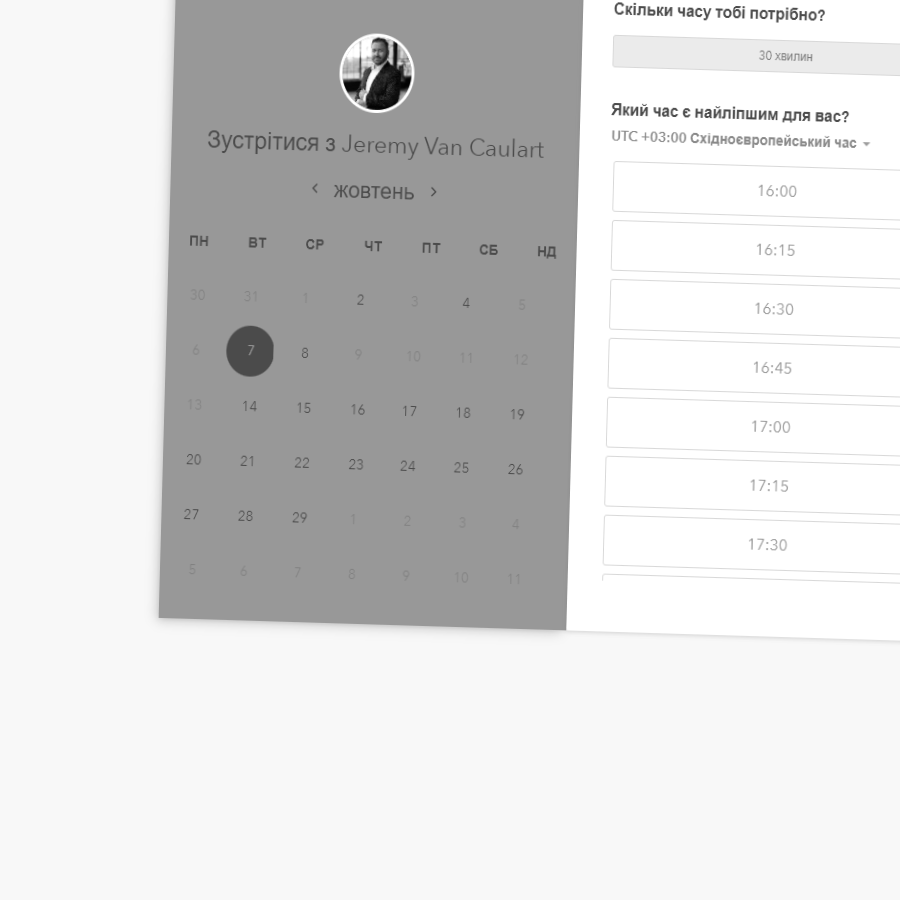 Зустрітися з Jeremy Van Caulart
‹ жовтень ›
ПН ВТ СР ЧТ ПТ СБ НД
30 31 1 2 3 4 5
6 7 8 9 10 11 12
13 14 15 16 17 18 19
20 21 22 23 24 25 26
27 28 29 1 2 3 4
5 6 7 8 9 10 11
Скільки часу тобі потрібно?
30 хвилин
Який час є найліпшим для вас?
UTC +03:00 Східноєвропейський час
16:00
16:15
16:30
16:45
17:00
17:15
17:30